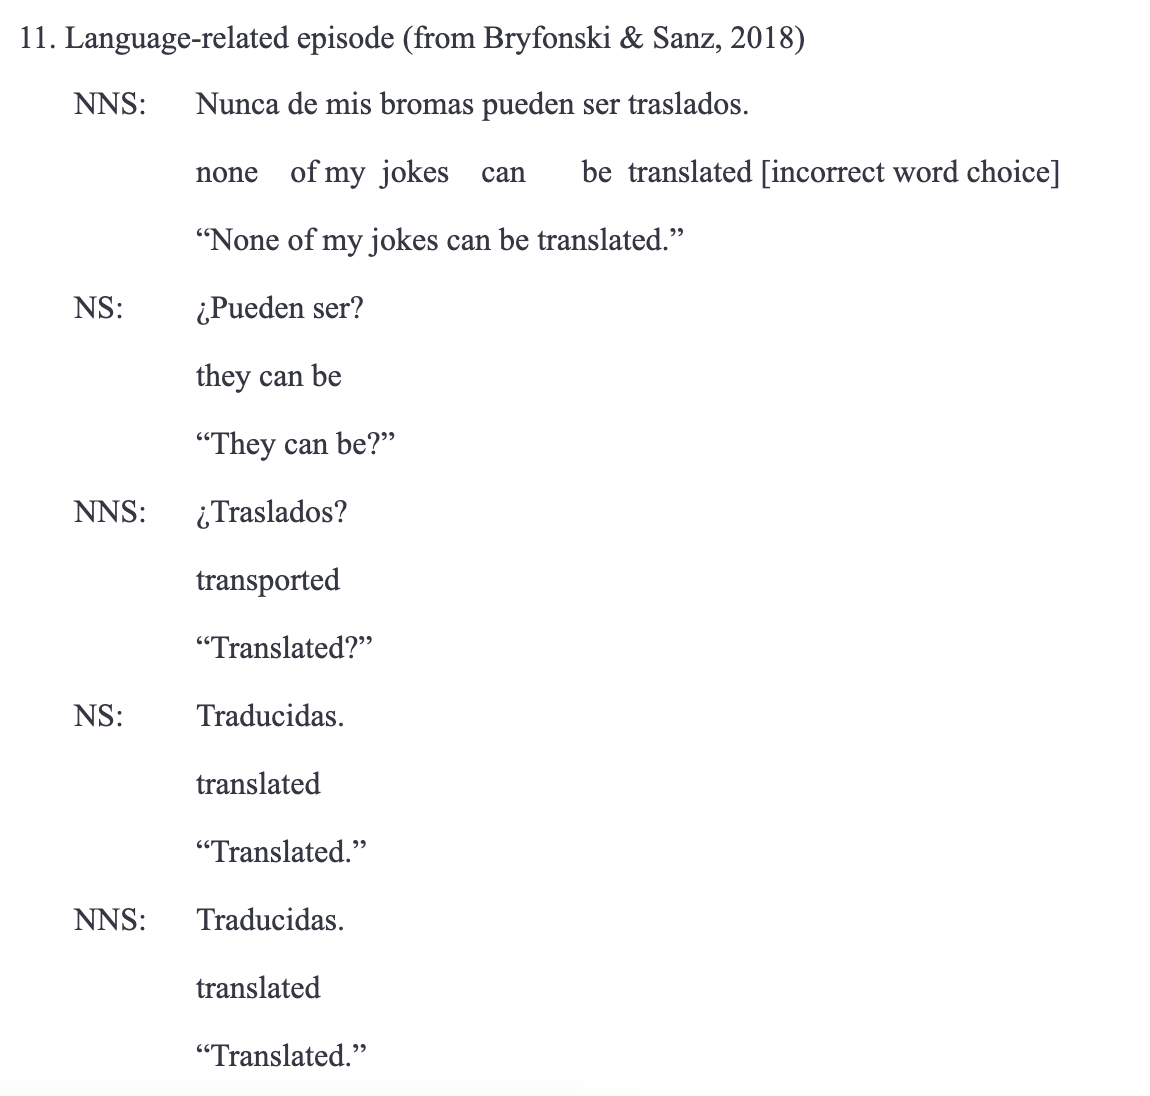 11. Language-related episode (from Bryfonski & Sanz, 2018)
NNS: Nunca de mis bromas pueden ser traslados.
none of my jokes can be translated [incorrect word choice]
“None of my jokes can be translated.”
NS: ¿Pueden ser?
they can be
“They can be?”
NNS: ¿Traslados?
transported
“Translated?”
NS: Traducidas.
translated
“Translated.”
NNS: Traducidas.
translated
“Translated.”